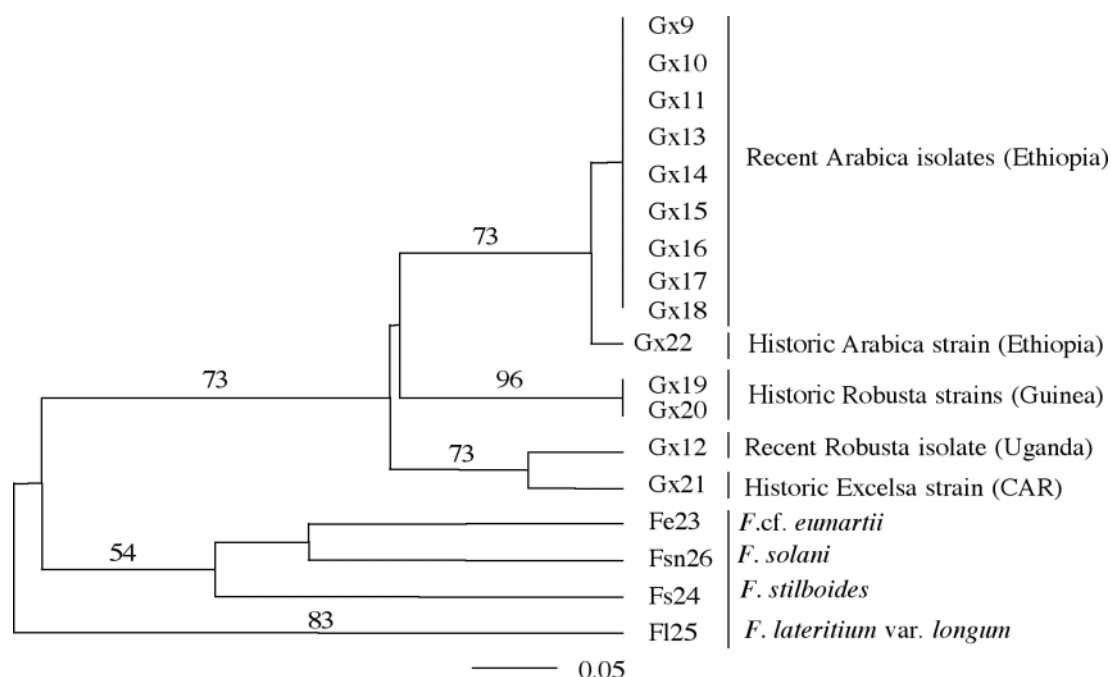 Gx9
Gx10
Gx11
Gx13
Gx14
Gx15
Gx16
Gx17
Gx18
Recent Arabica isolates (Ethiopia)
73
Gx22 Historic Arabica strain (Ethiopia)
73
96
Gx19
Gx20
Historic Robusta strains (Guinea)
73
Gx12 Recent Robusta isolate (Uganda)
Gx21 Historic Excelsa strain (CAR)
54
Fe23 F.cf. eumartii
Fsn26 F. solani
Fs24 F. stilboides
83
Fl25 F. lateritium var. longum
0.05